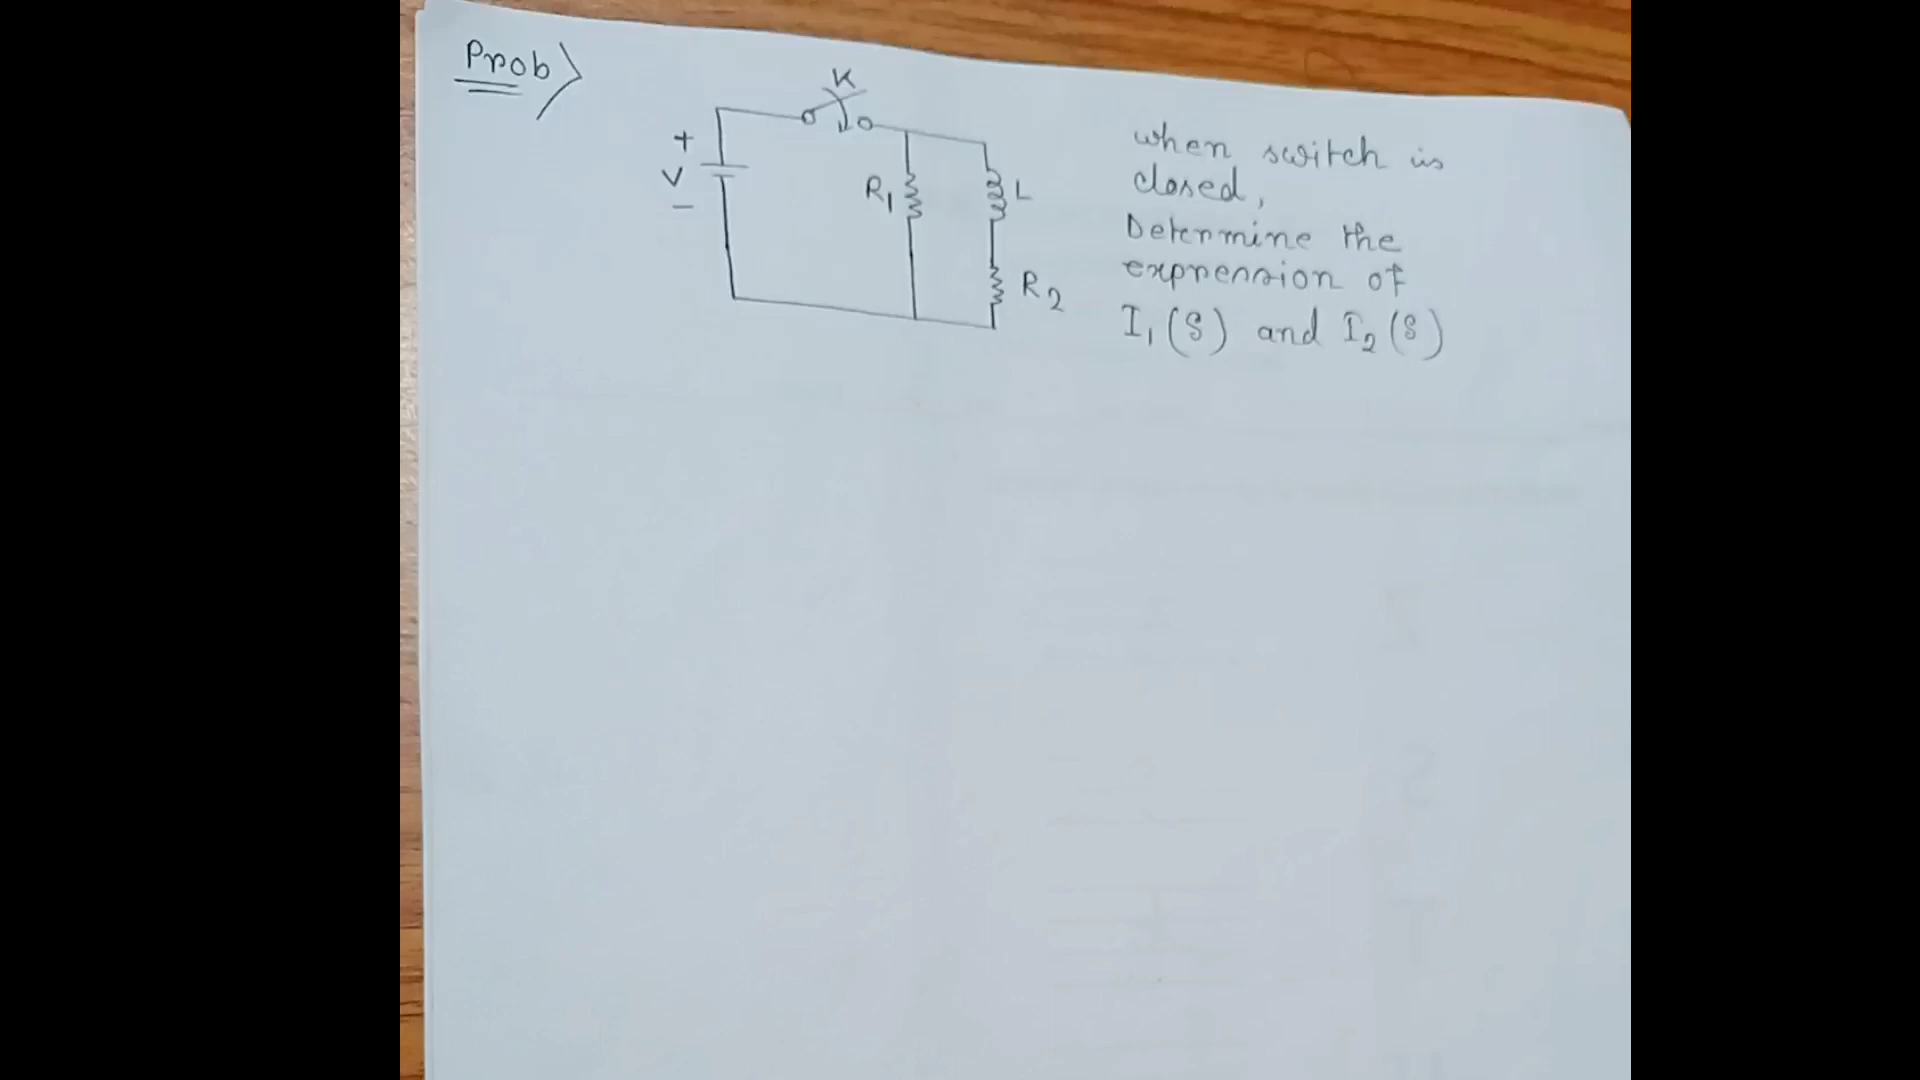 Prob
K
+
V
-
R1
L
R2
when switch is
closed,
Determine the
expression of
I1(S) and I2(S)